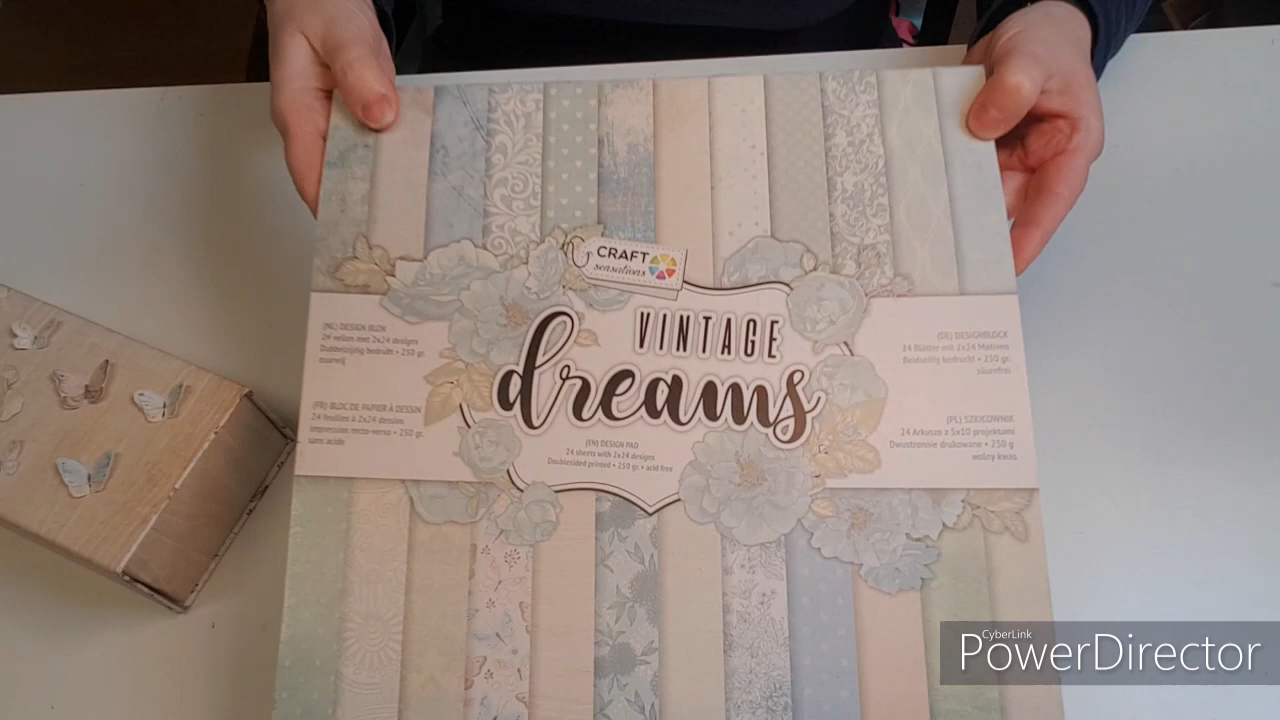 CRAFT
sensations
VINTAGE
dreams
(NL) DESIGN BLOK
24 vellen met 2x24 designs
Dubbelzijdig bedrukt • 250 gr.
zuurvrij
(FR) BLOC DE PAPIER À DESSIN
24 feuilles à 2x24 dessins
impression recto-verso • 250 gr.
sans acide
(EN) DESIGN PAD
24 sheets with 2x24 designs
Doublesided printed • 250 gr. • acid free
(DE) DESIGNBLOCK
24 Blätter mit 2x24 Motiven
Beidseitig bedruckt • 250 gr.
säurefrei
(PL) SZKICOWNIK
24 Arkusze z
projektami
Dwustronnie drukowane • 250 g
wolny kwas
CyberLink
PowerDirector